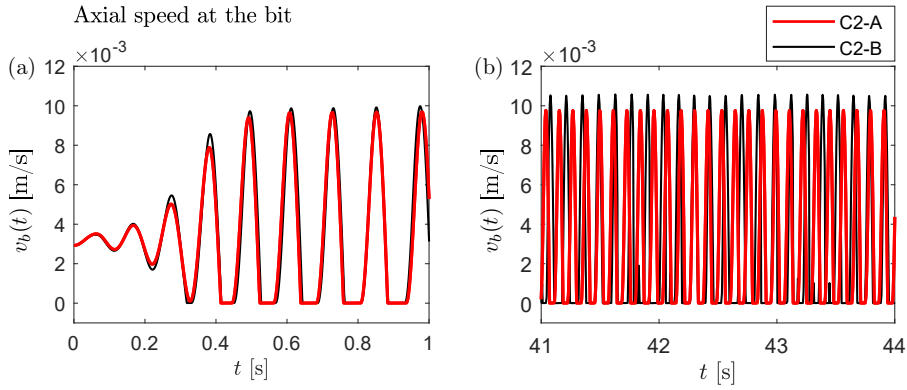 Axial speed at the bit
C2-A
C2-B
(a)
×10⁻³
12
10
8
6
4
2
0
v_b(t) [m/s]
0 0.2 0.4 0.6 0.8 1
t [s]
(b)
×10⁻³
12
10
8
6
4
2
0
v_b(t) [m/s]
41 42 43 44
t [s]